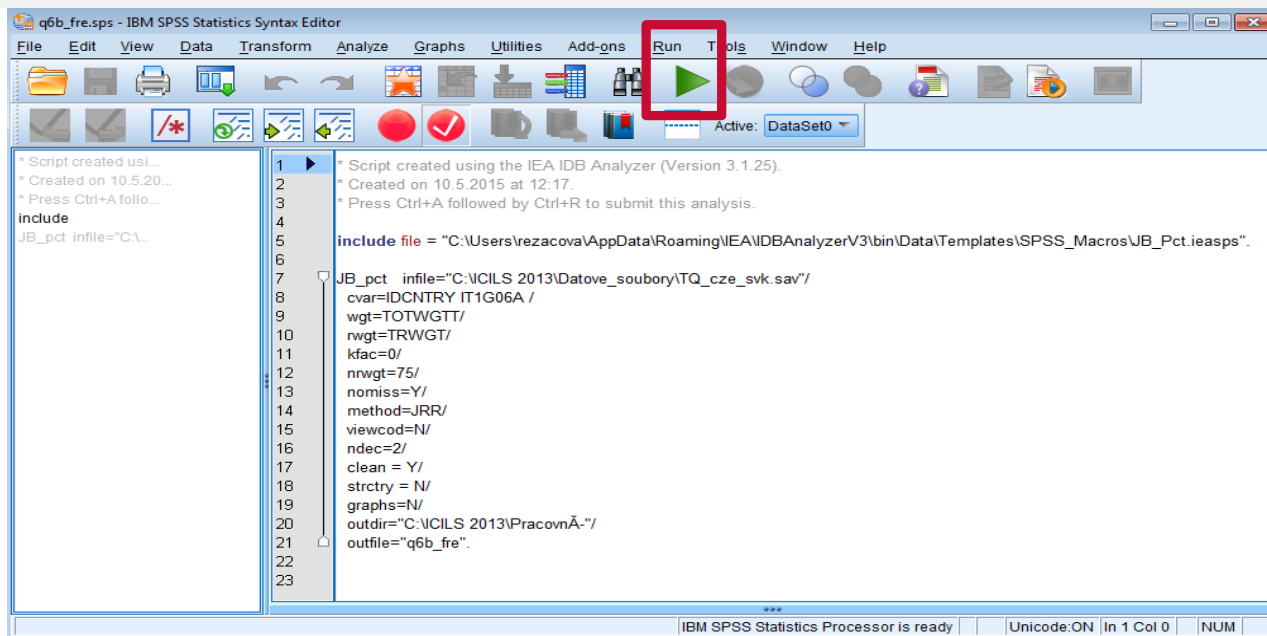 q6b_fre.sps - IBM SPSS Statistics Syntax Editor
File Edit View Data Transform Analyze Graphs Utilities Add-ons Run Tools Window Help
Active: DataSet0
* Script created usi...
* Created on 10.5.20...
* Press Ctrl+A follo...
include
JB_pct infile="C:\...
1 * Script created using the IEA IDB Analyzer (Version 3.1.25).
2 * Created on 10.5.2015 at 12:17.
3 * Press Ctrl+A followed by Ctrl+R to submit this analysis.
4
5 include file = "C:\Users\rezacova\AppData\Roaming\IEA\IDBAnalyzerV3\bin\Data\Templates\SPSS_Macros\JB_Pct.ieasps".
6
7 JB_pct infile="C:\ICILS 2013\Datove_soubory\TQ_cze_svk.sav"/
8 cvar=IDCNTRY IT1G06A /
9 wgt=TOTWGTT/
10 rwgt=TRWGT/
11 kfac=0/
12 nrwgt=75/
13 nomiss=Y/
14 method=JRR/
15 viewcod=N/
16 ndec=2/
17 clean = Y/
18 strctry = N/
19 graphs=N/
20 outdir="C:\ICILS 2013\PracovnĂ-"/
21 outfile="q6b_fre".
22
23
IBM SPSS Statistics Processor is ready Unicode:ON In 1 Col 0 NUM